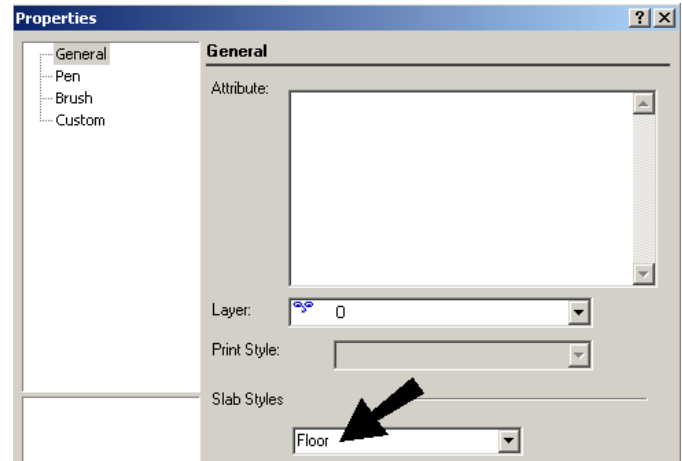 Properties
General
Pen
Brush
Custom
General
Attribute:
Layer: 0
Print Style:
Slab Styles
Floor